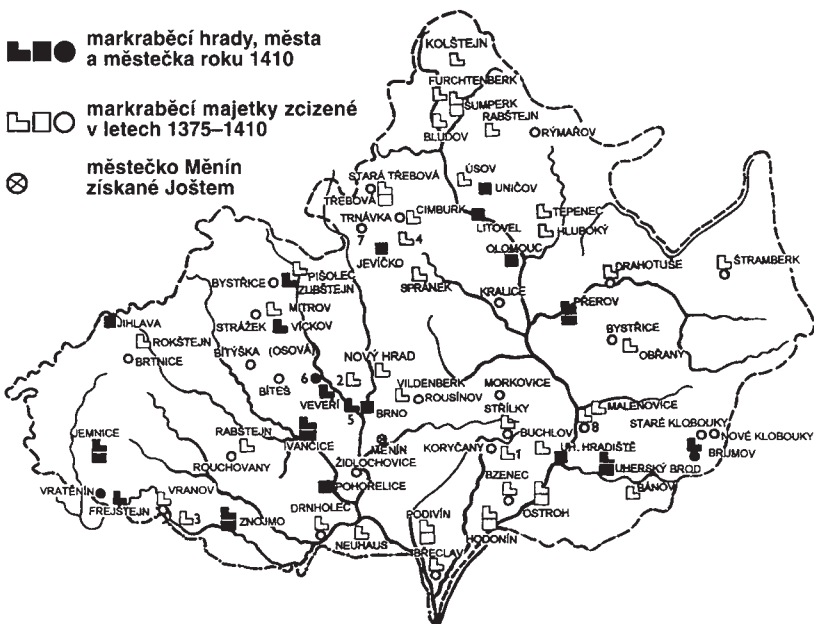 markraběcí hrady, města
a městečka roku 1410
markraběcí majetky zcizené
v letech 1375–1410
městečko Měnín
získané Joštem
KOLŠTEJN
FURCHTENBERK
ŠUMPERK
RABŠTEJN
BLUDOV
RÝMAŘOV
STARÁ TŘEBOVÁ
ÚSOV
UNIČOV
TŘEBOVÁ
TRNÁVKA
CIMBURK
TEPENEC
7
4
LITOVEL
HLUBOKÝ
JEVÍČKO
OLOMOUC
PÍŠOLEC
SPRÁNEK
DRAHOTUŠE
ŠTRAMBERK
BYSTŘICE
ZUBŠTEJN
KRALICE
MITROV
PŘEROV
STRÁŽEK
VÍCKOV
JIHLAVA
ROKŠTEJN
BÍTÝŠKA (OSOVÁ)
NOVÝ HRAD
BYSTŘICE
OBŘANY
BRTNICE
BÍTEŠ
6
2
VILDENBERK
ROUSÍNOV
MORKOVICE
VEVEŘÍ
5
BRNO
STŘÍLKY
MALENOVICE
8
STARÉ KLOBOUKY
NOVÉ KLOBOUKY
JEMNICE
RABŠTEJN
IVANČICE
MĚNÍN
KORYČANY
1
BUCHLOV
UH. HRADIŠTĚ
BRUMOV
ROUCHOVANY
ŽIDLOCHOVICE
BZENEC
UHERSKÝ BROD
BÁNOV
VRATĚNÍN
VRANOV
POHOŘELICE
FREJŠTEJN
3
ZNOJMO
DRNHOLEC
NEUHAUS
PODIVÍN
HODONÍN
OSTROH
BŘECLAV